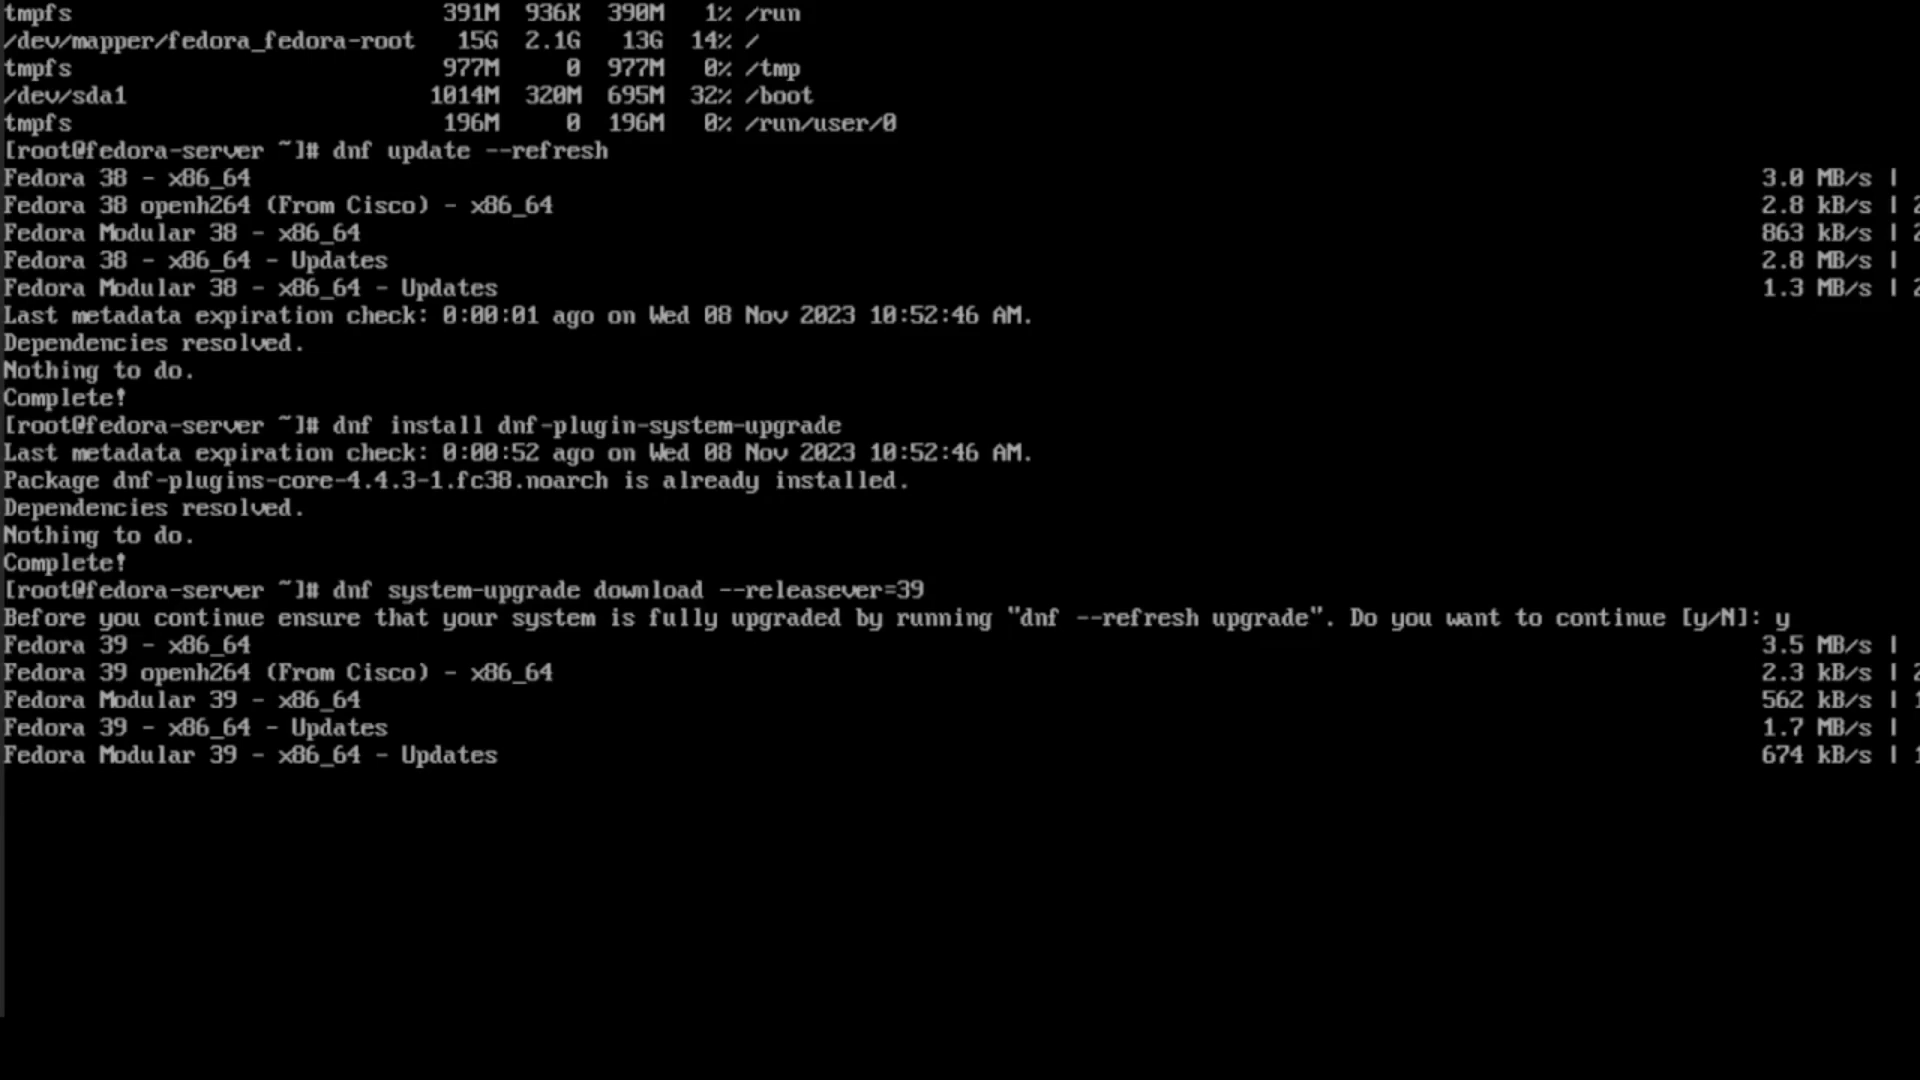 tmpfs 391M 936K 390M 1% /run
/dev/mapper/fedora_fedora-root 15G 2.1G 13G 14% /
tmpfs 977M 0 977M 0% /tmp
/dev/sda1 1014M 320M 695M 32% /boot
tmpfs 196M 0 196M 0% /run/user/0
[root@fedora-server ~]# dnf update --refresh
Fedora 38 - x86_64 3.0 MB/s |
Fedora 38 openh264 (From Cisco) - x86_64 2.8 kB/s | 2
Fedora Modular 38 - x86_64 863 kB/s | 2
Fedora 38 - x86_64 - Updates 2.8 MB/s |
Fedora Modular 38 - x86_64 - Updates 1.3 MB/s | 2
Last metadata expiration check: 0:00:01 ago on Wed 08 Nov 2023 10:52:46 AM.
Dependencies resolved.
Nothing to do.
Complete!
[root@fedora-server ~]# dnf install dnf-plugin-system-upgrade
Last metadata expiration check: 0:00:52 ago on Wed 08 Nov 2023 10:52:46 AM.
Package dnf-plugins-core-4.4.3-1.fc38.noarch is already installed.
Dependencies resolved.
Nothing to do.
Complete!
[root@fedora-server ~]# dnf system-upgrade download --releasever=39
Before you continue ensure that your system is fully upgraded by running "dnf --refresh upgrade". Do you want to continue [y/N]: y
Fedora 39 - x86_64 3.5 MB/s |
Fedora 39 openh264 (From Cisco) - x86_64 2.3 kB/s | 2
Fedora Modular 39 - x86_64 562 kB/s | 1
Fedora 39 - x86_64 - Updates 1.7 MB/s |
Fedora Modular 39 - x86_64 - Updates 674 kB/s | 1